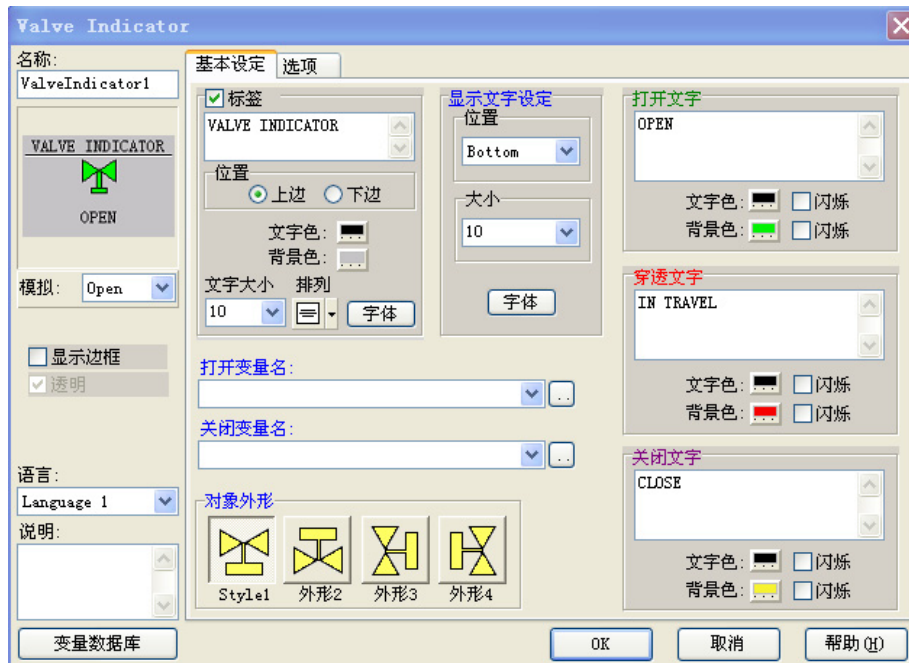 Valve Indicator
名称:
ValveIndicator1
VALVE INDICATOR
OPEN
模拟:
Open
显示边框
透明
语言:
Language 1
说明:
变量数据库
基本设定
选项
标签
VALVE INDICATOR
位置
上边
下边
文字色:
...
背景色:
...
文字大小
排列
10
字体
显示文字设定
位置
Bottom
大小
10
字体
打开变量名:
..
关闭变量名:
..
对象外形
Style1
外形2
外形3
外形4
打开文字
OPEN
文字色:
...
闪烁
背景色:
...
闪烁
穿透文字
IN TRAVEL
文字色:
...
闪烁
背景色:
...
闪烁
关闭文字
CLOSE
文字色:
...
闪烁
背景色:
...
闪烁
OK
取消
帮助(H)